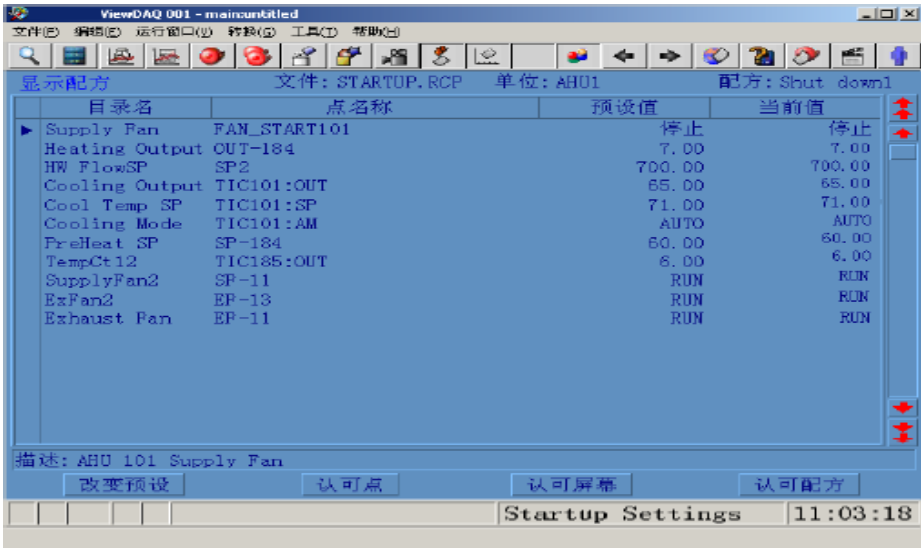 ViewDAQ 001 - main:untitled
文件(F) 编辑(E) 运行窗口(U) 转换(G) 工具(T) 帮助(H)
显示配方 文件: STARTUP.RCP 单位: AHU1 配方: Shut down1
目录名 点名称 预设值 当前值
Supply Fan FAN_START101 停止 停止
Heating Output OUT-184 7.00 7.00
HW FlowSP SP2 700.00 700.00
Cooling Output TIC101:OUT 65.00 65.00
Cool Temp SP TIC101:SP 71.00 71.00
Cooling Mode TIC101:AM AUTO AUTO
PreHeat SP SP-184 60.00 60.00
TempCt12 TIC185:OUT 6.00 6.00
SupplyFan2 SF-11 RUN RUN
ExFan2 EF-13 RUN RUN
Exhaust Fan EF-11 RUN RUN
描述: AHU 101 Supply Fan
改变预设 认可点 认可屏幕 认可配方
Startup Settings 11:03:18